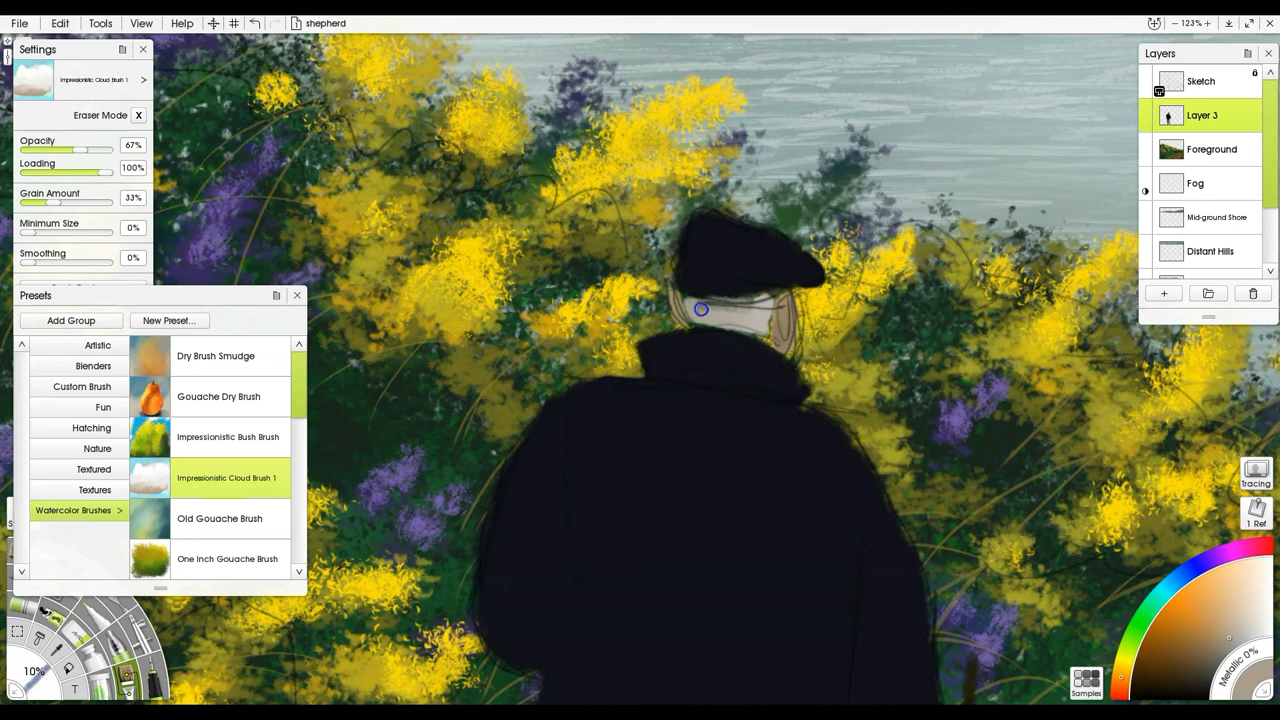 File Edit Tools View Help shepherd − 123% +
Settings
Impressionistic Cloud Brush 1 >
Eraser Mode X
Opacity
67%
Loading
100%
Grain Amount
33%
Minimum Size
0%
Smoothing
0%
Presets
Add Group New Preset...
Artistic
Blenders
Custom Brush
Fun
Hatching
Nature
Textured
Textures
Watercolor Brushes >
Dry Brush Smudge
Gouache Dry Brush
Impressionistic Bush Brush
Impressionistic Cloud Brush 1
Old Gouache Brush
One Inch Gouache Brush
10%
T
Layers
Sketch
Layer 3
Foreground
Fog
Mid-ground Shore
Distant Hills
Tracing
1 Ref
Samples
Metallic 0%